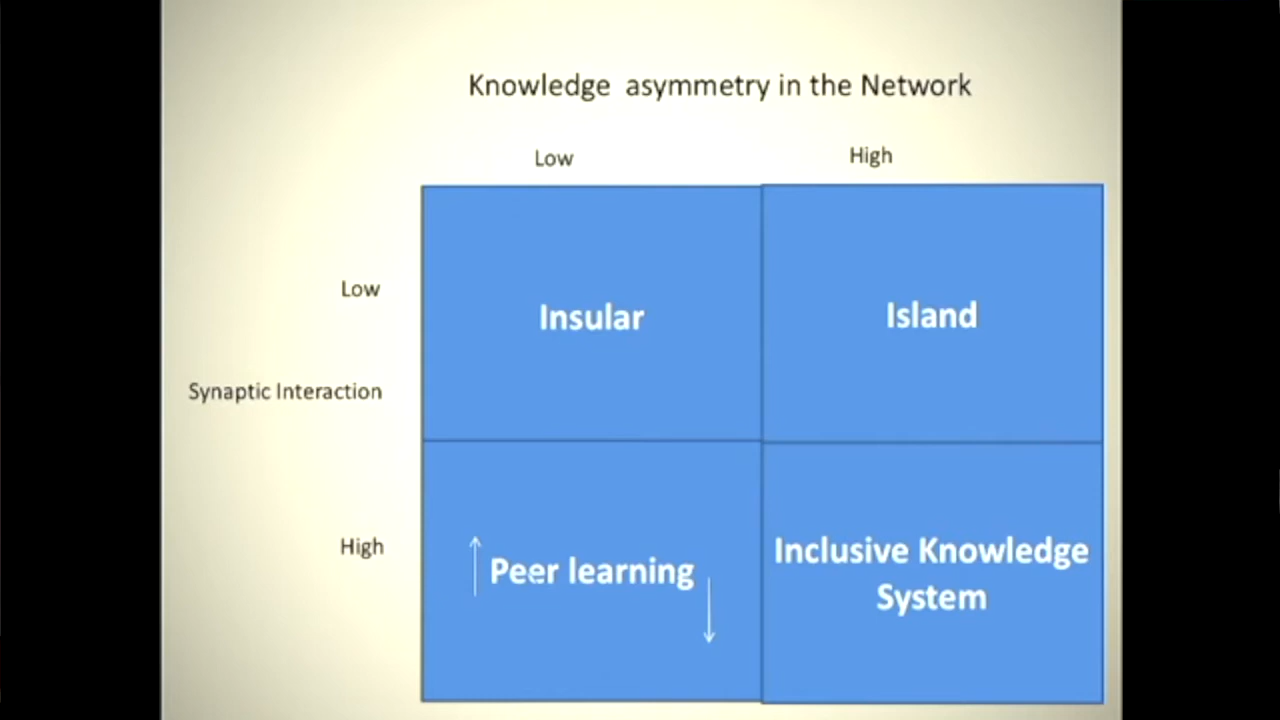 Knowledge asymmetry in the Network
Low
High
Low
Insular
Island
Synaptic Interaction
High
Peer learning
Inclusive Knowledge
System